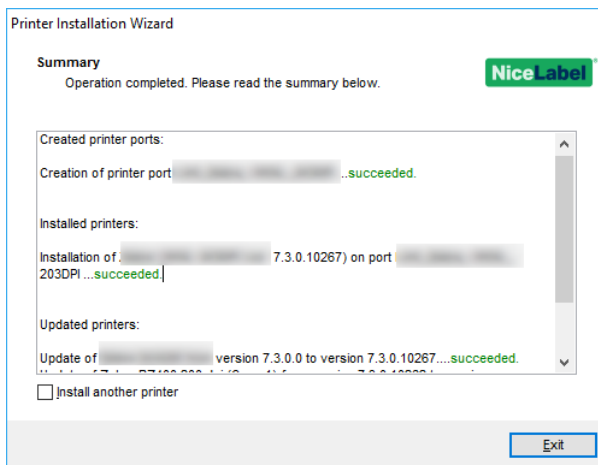 Printer Installation Wizard
Summary
Operation completed. Please read the summary below.
NiceLabel
Created printer ports:
Creation of printer port ...succeeded.
Installed printers:
Installation of 7.3.0.10267) on port
203DPI ...succeeded.
Updated printers:
Update of version 7.3.0.0 to version 7.3.0.10267....succeeded.
Install another printer
Exit